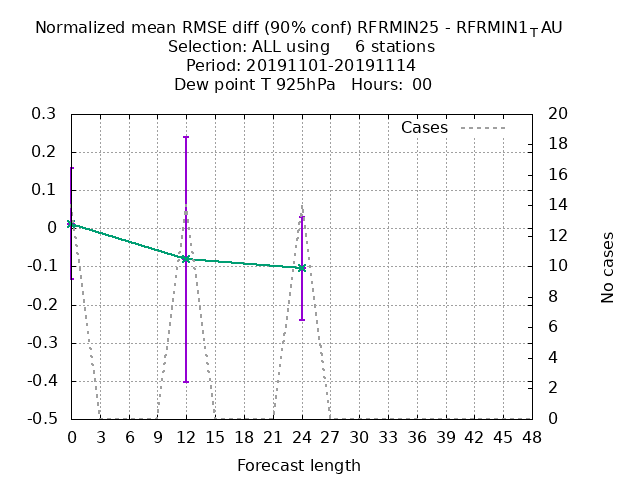 Normalized mean RMSE diff (90% conf) RFRMIN25 - RFRMIN1TAU
Selection: ALL using     6 stations
Period: 20191101-20191114
Dew point T 925hPa   Hours:  00
Cases
0.3
0.2
0.1
0
-0.1
-0.2
-0.3
-0.4
-0.5
20
18
16
14
12
10
8
6
4
2
0
No cases
0 3 6 9 12 15 18 21 24 27 30 33 36 39 42 45 48
Forecast length